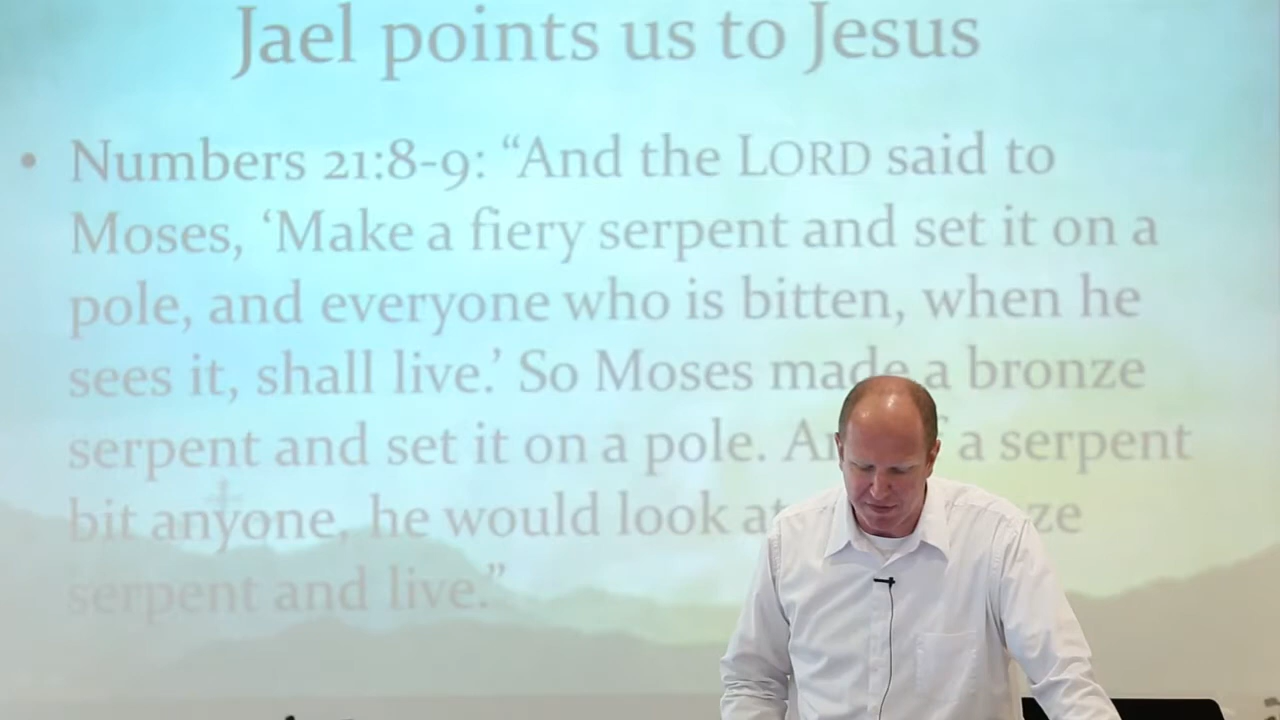 Jael points us to Jesus
• Numbers 21:8-9: “And the LORD said to
Moses, ‘Make a fiery serpent and set it on a
pole, and everyone who is bitten, when he
sees it, shall live.’ So Moses made a bronze
serpent and set it on a pole. a serpent
bit anyone, he would look
serpent and live.”